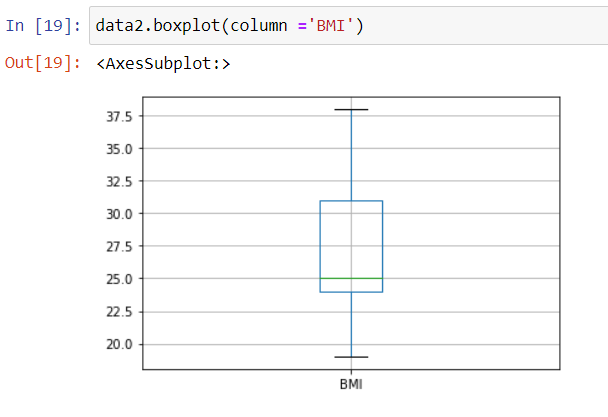 In [19]: data2.boxplot(column ='BMI')
Out[19]: <AxesSubplot:>
37.5
35.0
32.5
30.0
27.5
25.0
22.5
20.0
BMI